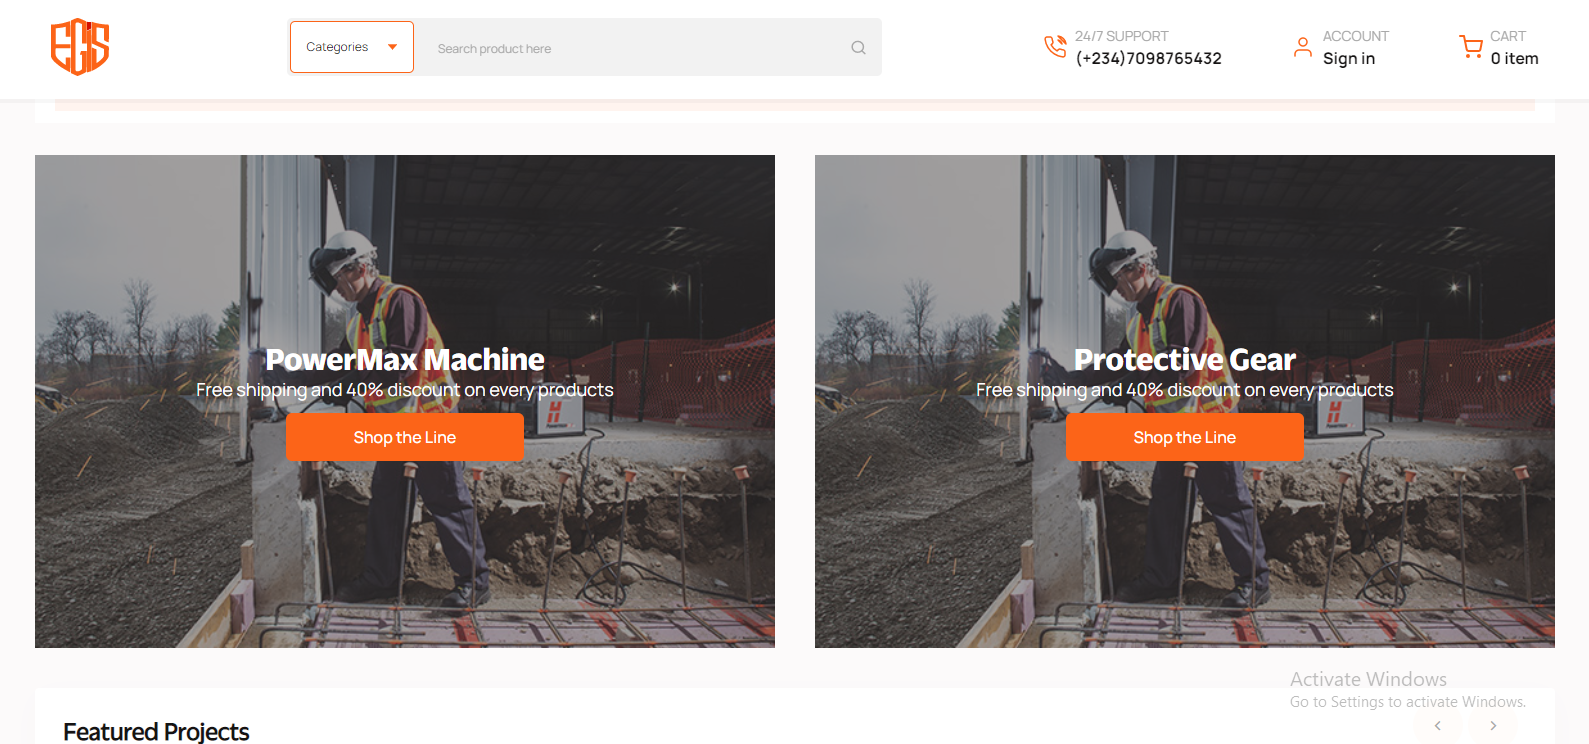 EGS
Categories
Search product here
24/7 SUPPORT
(+234)7098765432
ACCOUNT
Sign in
CART
0 item
PowerMax Machine
Free shipping and 40% discount on every products
Shop the Line
Protective Gear
Free shipping and 40% discount on every products
Shop the Line
Activate Windows
Go to Settings to activate Windows.
Featured Projects